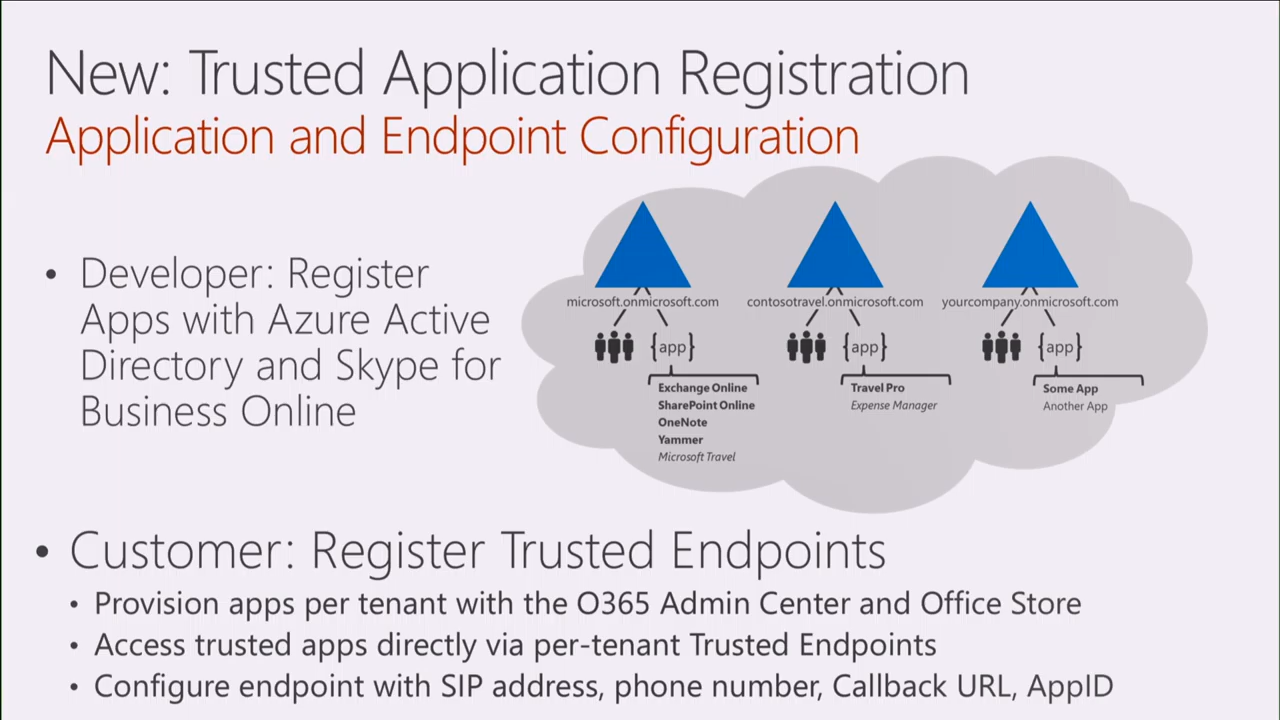 New: Trusted Application Registration
Application and Endpoint Configuration
• Developer: Register
Apps with Azure Active
Directory and Skype for
Business Online
microsoft.onmicrosoft.com
{app}
Exchange Online
SharePoint Online
OneNote
Yammer
Microsoft Travel
contosotravel.onmicrosoft.com
{app}
Travel Pro
Expense Manager
yourcompany.onmicrosoft.com
{app}
Some App
Another App
• Customer: Register Trusted Endpoints
• Provision apps per tenant with the O365 Admin Center and Office Store
• Access trusted apps directly via per-tenant Trusted Endpoints
• Configure endpoint with SIP address, phone number, Callback URL, AppID